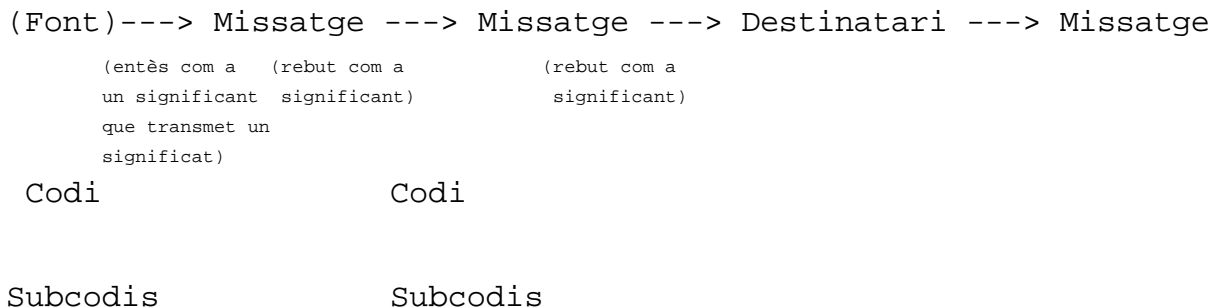 (Font)---> Missatge ---> Missatge ---> Destinatari ---> Missatge
(entès com a (rebut com a (rebut com a
un significant significant) significant)
que transmet un
significat)
Codi Codi
Subcodis Subcodis